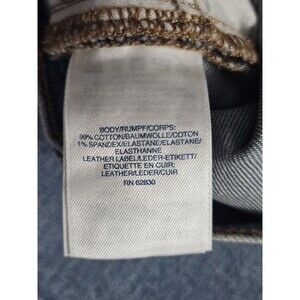 BODY/RUMPF/CORPS:
99% COTTON/BAUMWOLLE/COTON
1% SPANDEX/ELASTANE/ELASTANE/
ELASTHANNE
LEATHER LABEL/LEDER-ETIKETT/
ETIQUETTE EN CUIR:
LEATHER/LEDER/CUIR
RN 62830